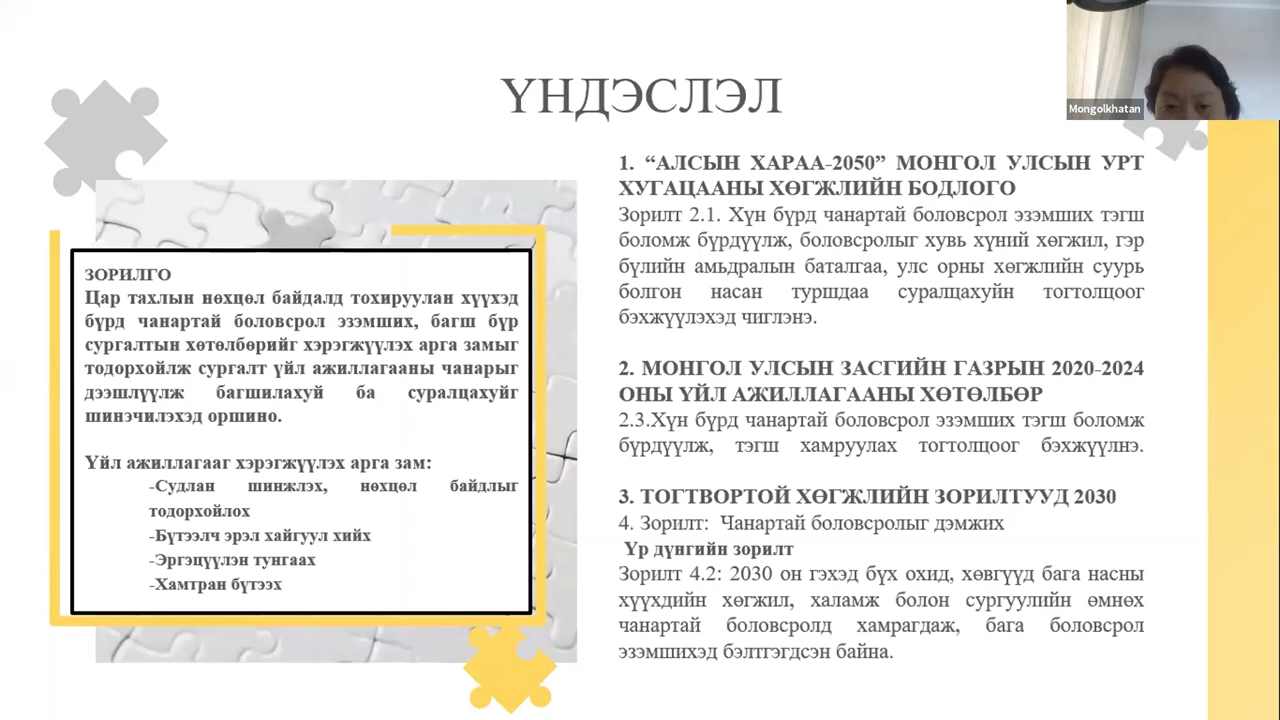 ҮНДЭСЛЭЛ
Mongolkhatan
ЗОРИЛГО
Цар тахлын нөхцөл байдалд тохируулан хүүхэд
бүрд чанартай боловсрол эзэмших, багш бүр
сургалтын хөтөлбөрийг хэрэгжүүлэх арга замыг
тодорхойлж сургалт үйл ажиллагааны чанарыг
дээшлүүлж багшилахуй ба суралцахуйг
шинэчилэхэд оршино.
Үйл ажиллагааг хэрэгжүүлэх арга зам:
-Судлан шинжлэх, нөхцөл байдлыг
тодорхойлох
-Бүтээлч эрэл хайгуул хийх
-Эргэцүүлэн тунгаах
-Хамтран бүтээх
1. “АЛСЫН ХАРАА-2050” МОНГОЛ УЛСЫН УРТ
ХУГАЦААНЫ ХӨГЖЛИЙН БОДЛОГО
Зорилт 2.1. Хүн бүрд чанартай боловсрол эзэмших тэгш
боломж бүрдүүлж, боловсролыг хувь хүний хөгжил, гэр
бүлийн амьдралын баталгаа, улс орны хөгжлийн суурь
болгон насан туршдаа суралцахуйн тогтолцоог
бэхжүүлэхэд чиглэнэ.
2. МОНГОЛ УЛСЫН ЗАСГИЙН ГАЗРЫН 2020-2024
ОНЫ ҮЙЛ АЖИЛЛАГААНЫ ХӨТӨЛБӨР
2.3.Хүн бүрд чанартай боловсрол эзэмших тэгш боломж
бүрдүүлж, тэгш хамруулах тогтолцоог бэхжүүлнэ.
3. ТОГТВОРТОЙ ХӨГЖЛИЙН ЗОРИЛТУУД 2030
4. Зорилт: Чанартай боловсролыг дэмжих
Үр дүнгийн зорилт
Зорилт 4.2: 2030 он гэхэд бүх охид, хөвгүүд бага насны
хүүхдийн хөгжил, халамж болон сургуулийн өмнөх
чанартай боловсролд хамрагдаж, бага боловсрол
эзэмшихэд бэлтгэгдсэн байна.